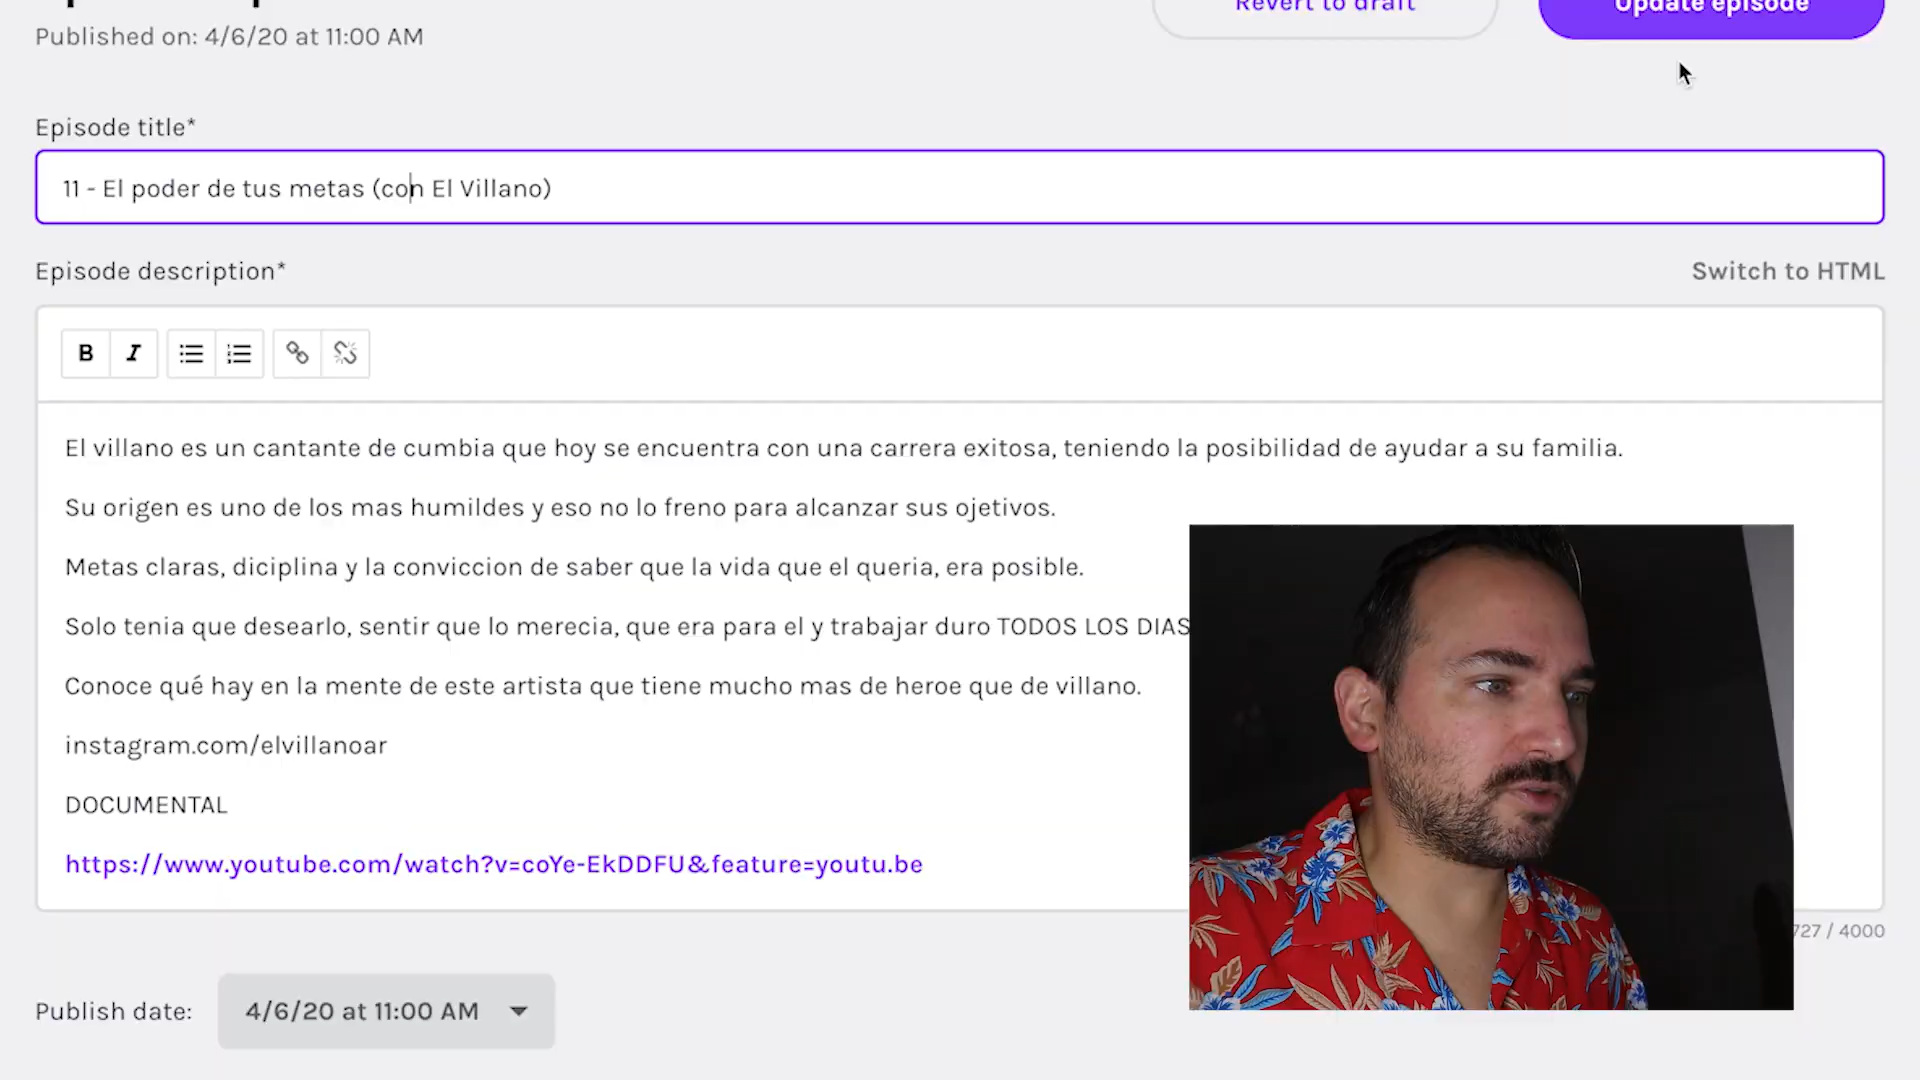 Revert to draft
Update episode
Published on: 4/6/20 at 11:00 AM
Episode title*
11 - El poder de tus metas (con El Villano)
Episode description*
Switch to HTML
B I
El villano es un cantante de cumbia que hoy se encuentra con una carrera exitosa, teniendo la posibilidad de ayudar a su familia.
Su origen es uno de los mas humildes y eso no lo freno para alcanzar sus ojetivos.
Metas claras, diciplina y la conviccion de saber que la vida que el queria, era posible.
Solo tenia que desearlo, sentir que lo merecia, que era para el y trabajar duro TODOS LOS DIAS
Conoce qué hay en la mente de este artista que tiene mucho mas de heroe que de villano.
instagram.com/elvillanoar
DOCUMENTAL
https://www.youtube.com/watch?v=coYe-EkDDFU&feature=youtu.be
727 / 4000
Publish date:
4/6/20 at 11:00 AM